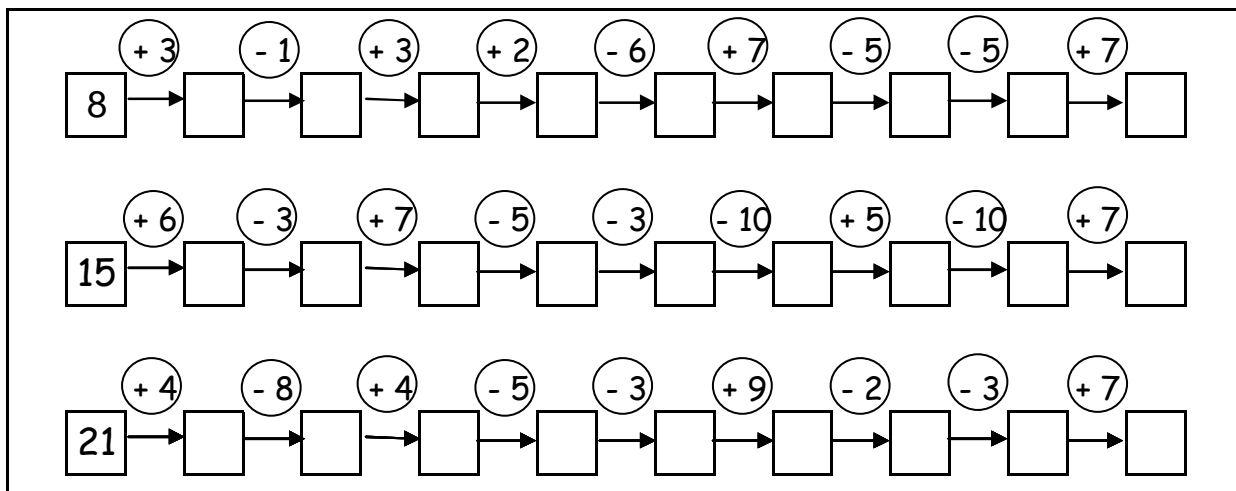 + 3 - 1 + 3 + 2 - 6 + 7 - 5 - 5 + 7
8
+ 6 - 3 + 7 - 5 - 3 - 10 + 5 - 10 + 7
15
+ 4 - 8 + 4 - 5 - 3 + 9 - 2 - 3 + 7
21